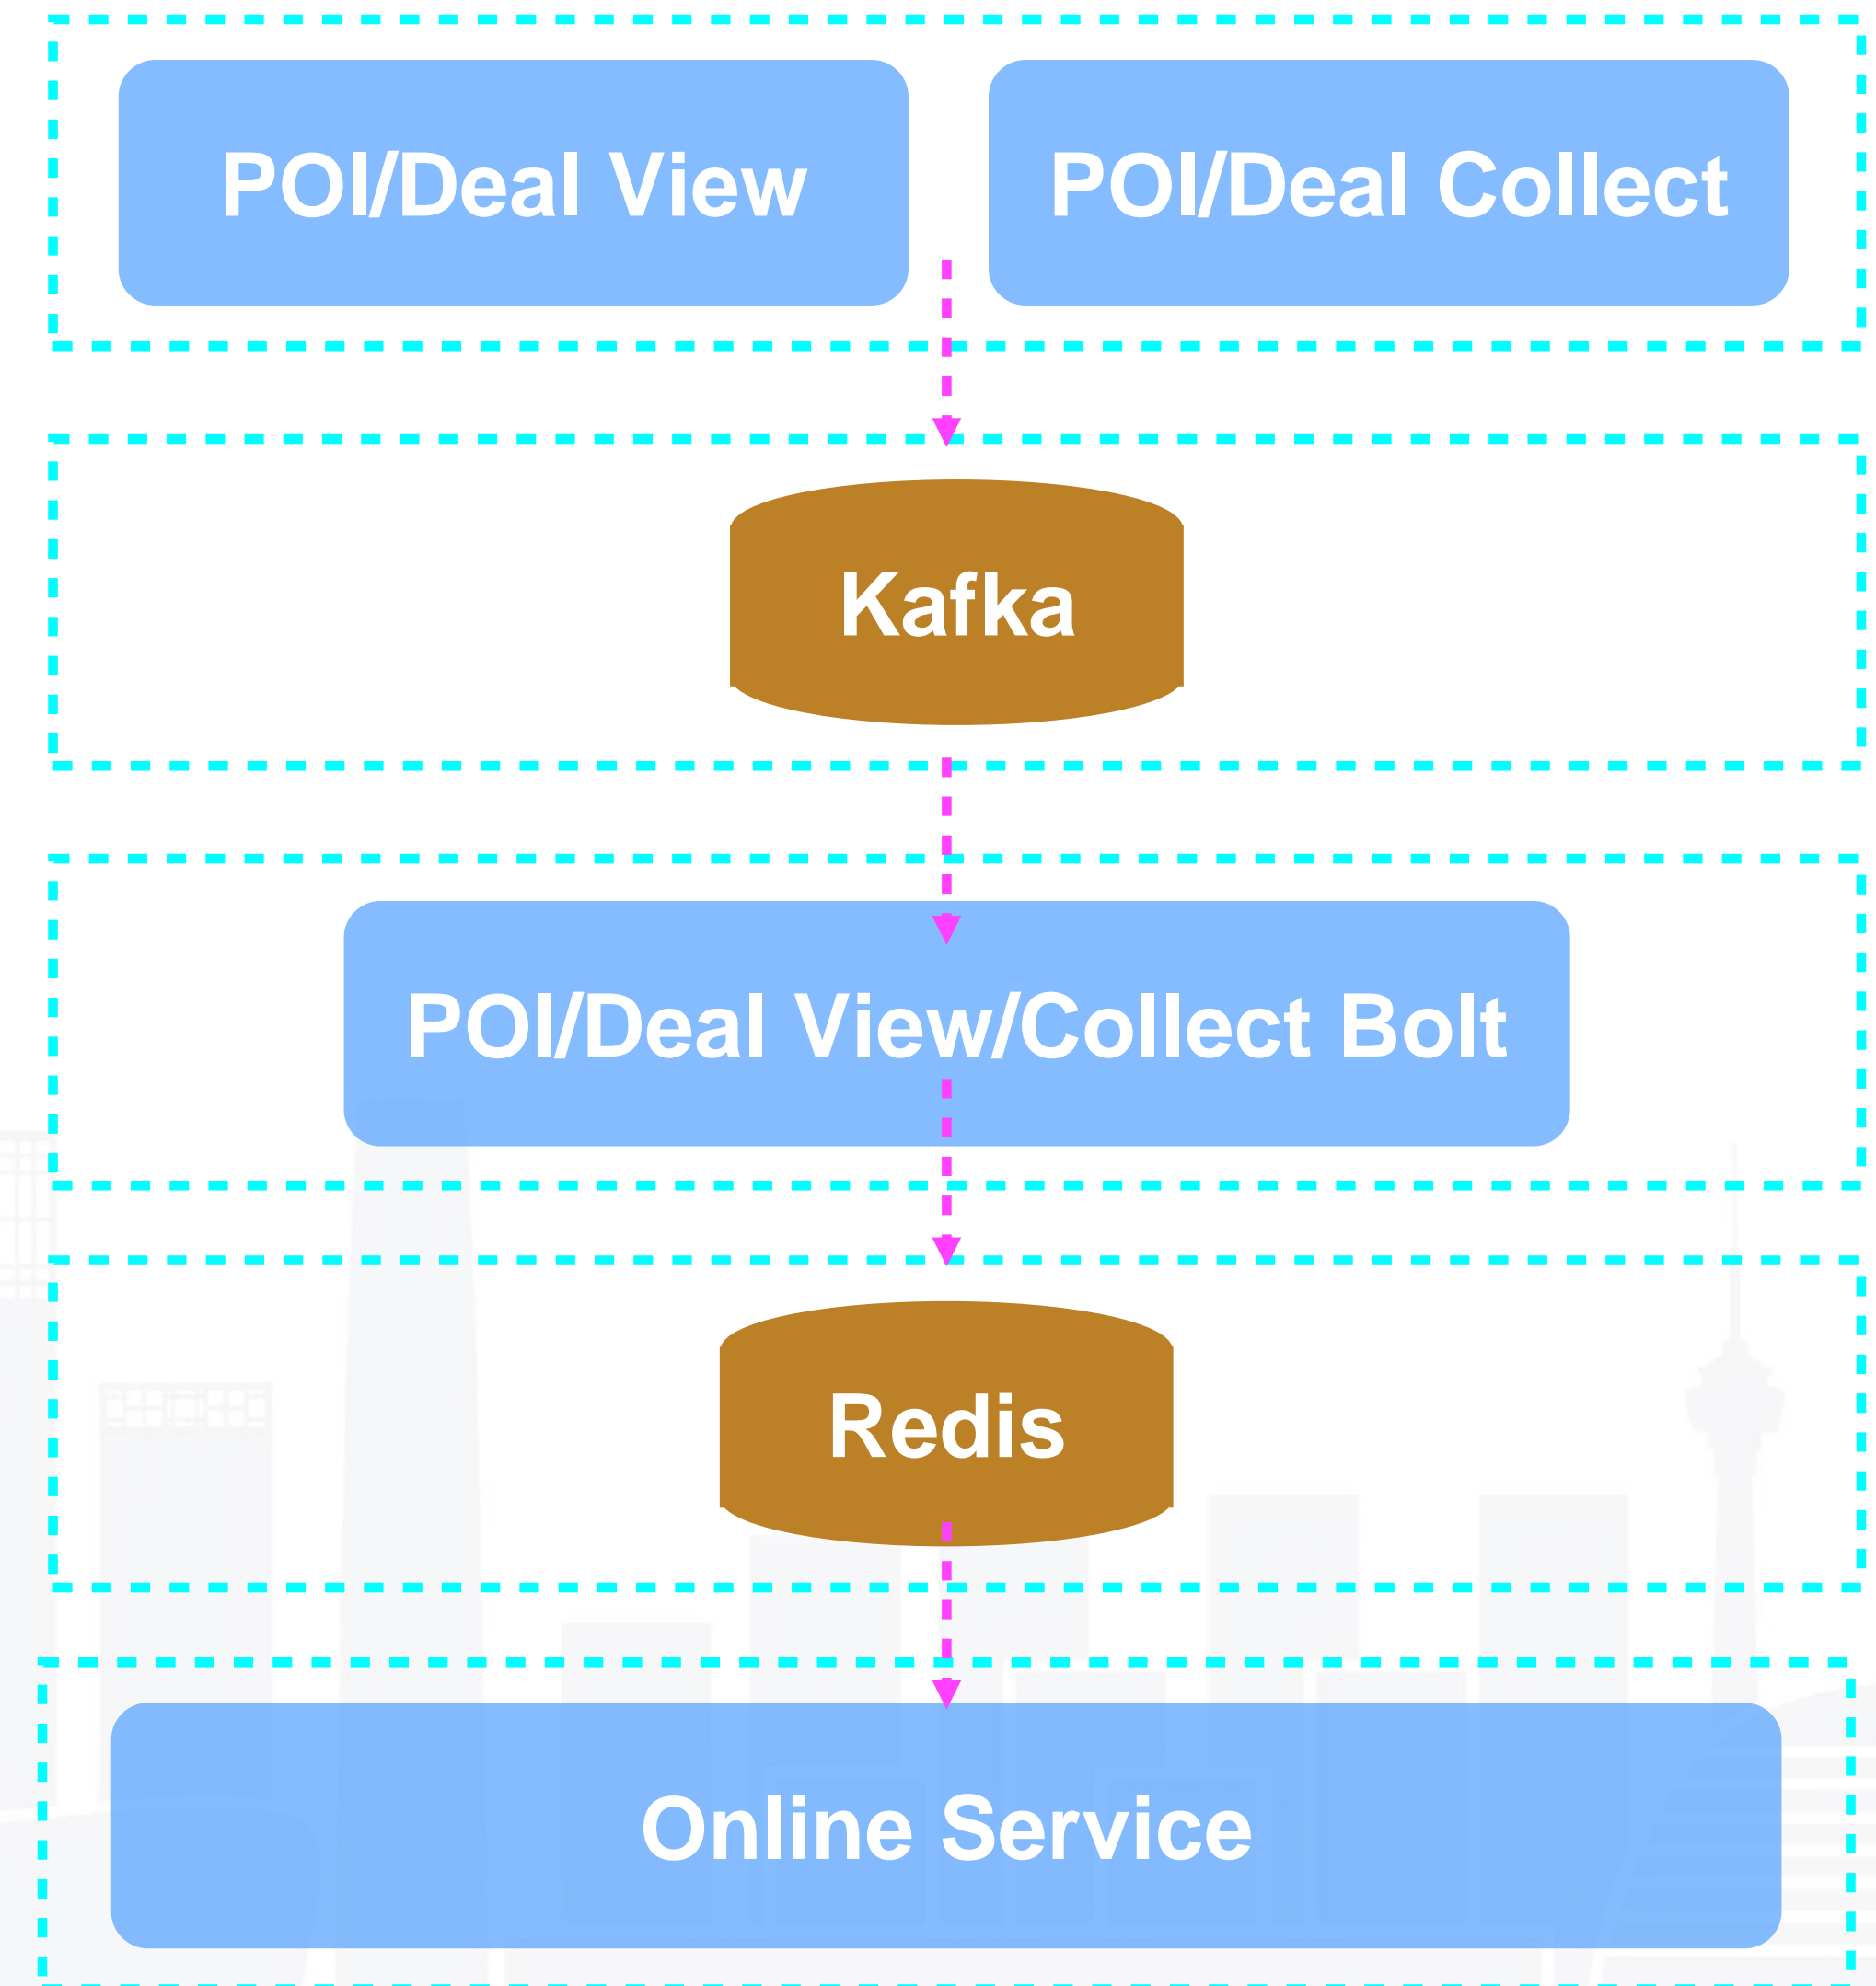 POI/Deal View
POI/Deal Collect
Kafka
POI/Deal View/Collect Bolt
Redis
Online Service